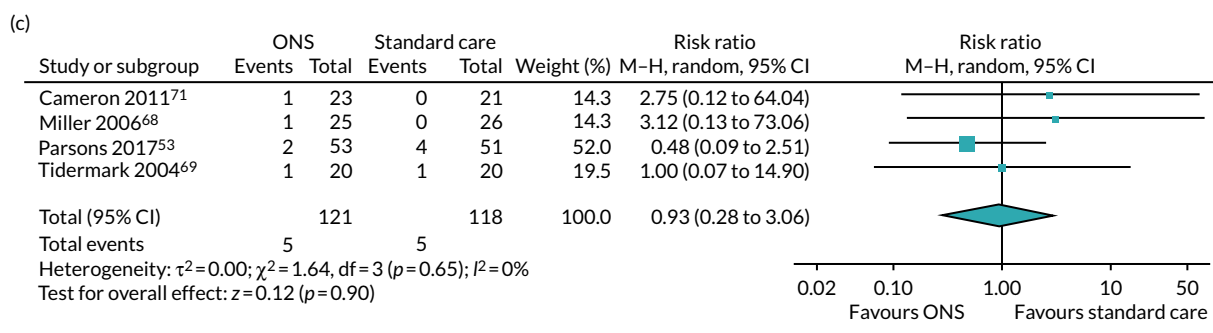 (c)
ONS Standard care Risk ratio Risk ratio
Study or subgroup Events Total Events Total Weight (%) M–H, random, 95% CI M–H, random, 95% CI
Cameron 2011⁷¹ 1 23 0 21 14.3 2.75 (0.12 to 64.04)
Miller 2006⁶⁸ 1 25 0 26 14.3 3.12 (0.13 to 73.06)
Parsons 2017⁵³ 2 53 4 51 52.0 0.48 (0.09 to 2.51)
Tidermark 2004⁶⁹ 1 20 1 20 19.5 1.00 (0.07 to 14.90)
Total (95% CI) 121 118 100.0 0.93 (0.28 to 3.06)
Total events 5 5
Heterogeneity: τ²=0.00; χ²=1.64, df=3 (p=0.65); I²=0%
Test for overall effect: z=0.12 (p=0.90)
0.02 0.10 1.00 10 50
Favours ONS Favours standard care